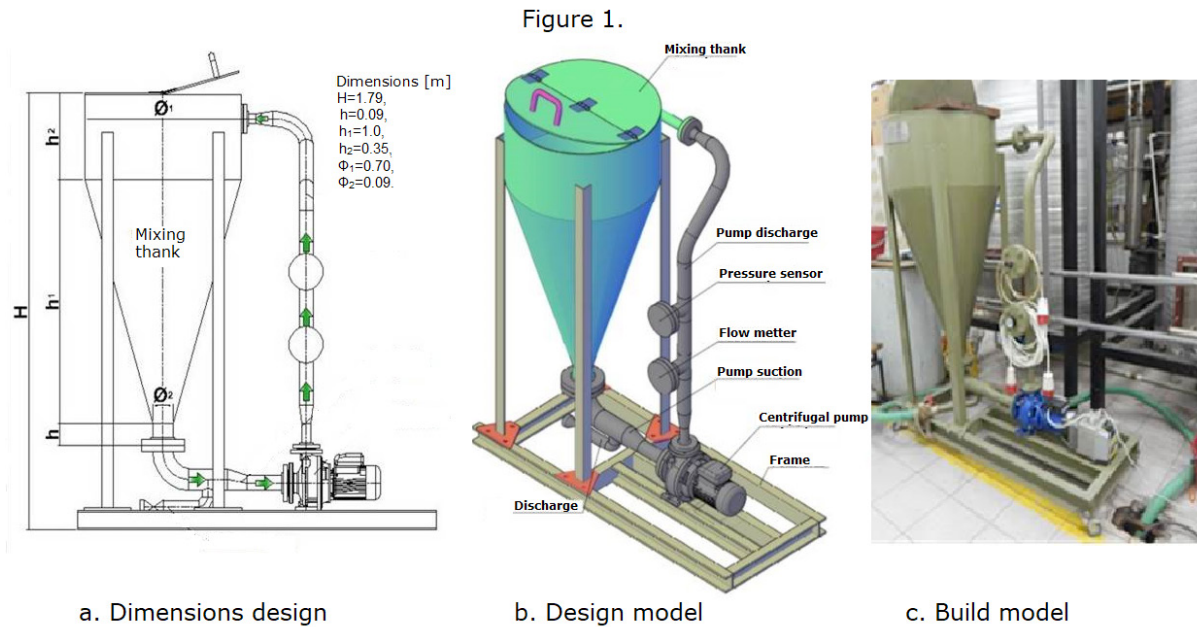 Figure 1.
Dimensions [m]
H=1.79,
h=0.09,
h₁=1.0,
h₂=0.35,
Φ₁=0.70,
Φ₂=0.09.
Ø₁
h²
Mixing
thank
h¹
H
Ø₂
h
Mixing thank
Pump discharge
Pressure sensor
Flow metter
Pump suction
Centrifugal pump
Frame
Discharge
a. Dimensions design
b. Design model
c. Build model